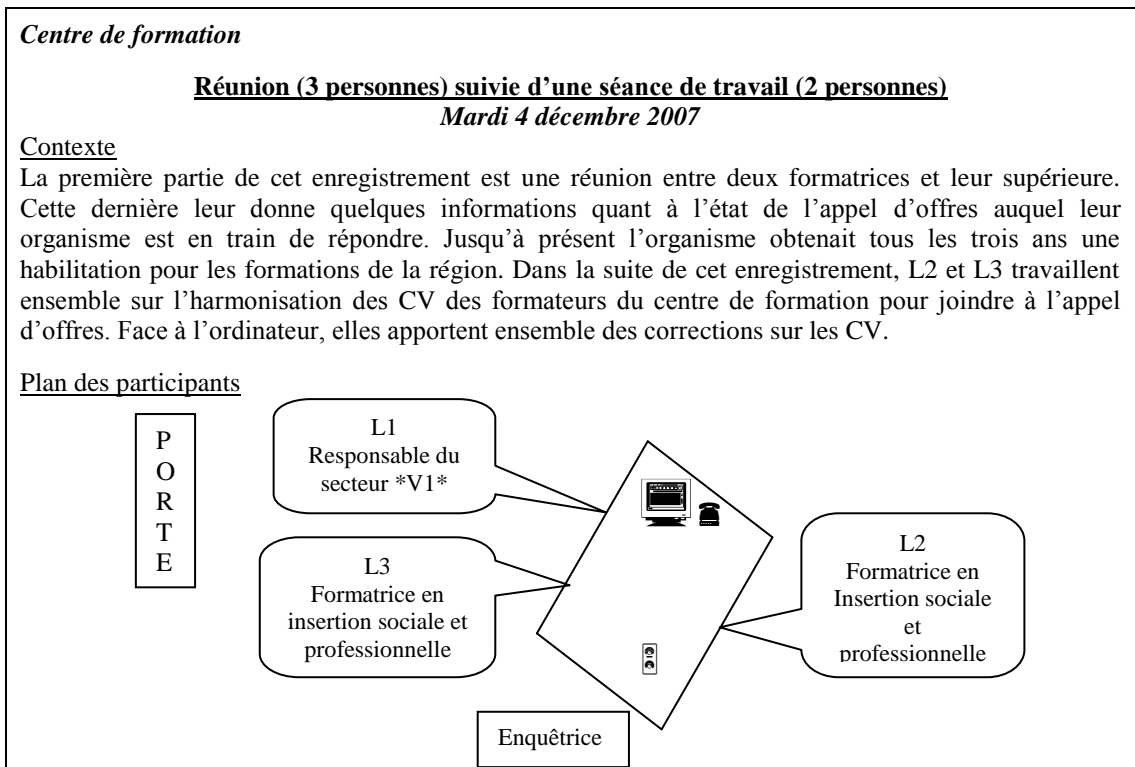 Centre de formation
Réunion (3 personnes) suivie d’une séance de travail (2 personnes)
Mardi 4 décembre 2007
Contexte
La première partie de cet enregistrement est une réunion entre deux formatrices et leur supérieure.
Cette dernière leur donne quelques informations quant à l’état de l’appel d’offres auquel leur
organisme est en train de répondre. Jusqu’à présent l’organisme obtenait tous les trois ans une
habilitation pour les formations de la région. Dans la suite de cet enregistrement, L2 et L3 travaillent
ensemble sur l’harmonisation des CV des formateurs du centre de formation pour joindre à l’appel
d’offres. Face à l’ordinateur, elles apportent ensemble des corrections sur les CV.
Plan des participants
P
O
R
T
E
L1
Responsable du
secteur *V1*
L3
Formatrice en
insertion sociale et
professionnelle
L2
Formatrice en
Insertion sociale
et
professionnelle
Enquêtrice